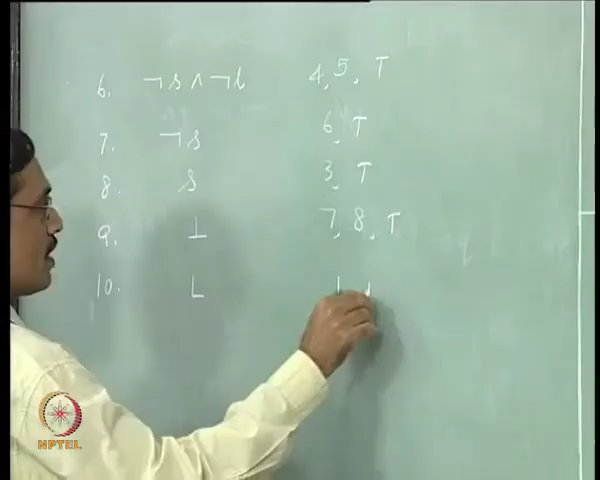 6. ¬s ∧ ¬l 4, 5, T
7. ¬s 6, T
8. s 3, T
9. ⊥ 7, 8, T
10. L
NPTEL